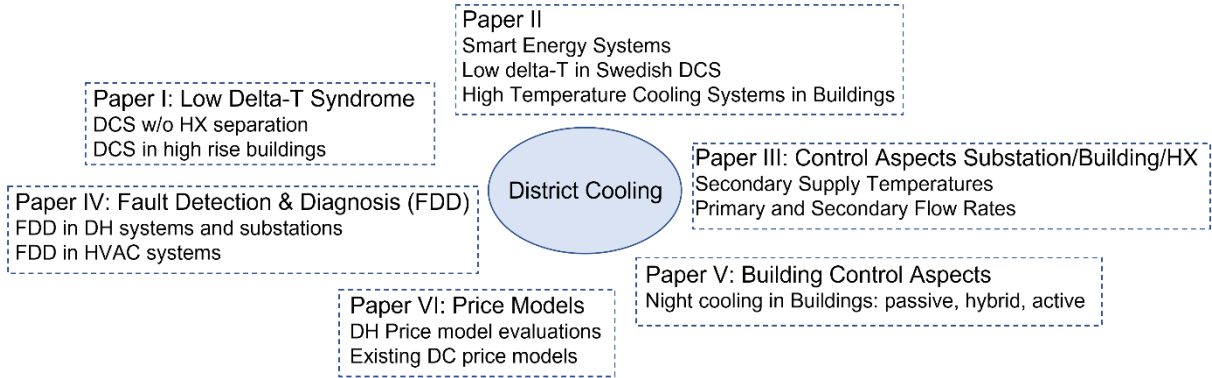 Paper II
Smart Energy Systems
Low delta-T in Swedish DCS
High Temperature Cooling Systems in Buildings
Paper I: Low Delta-T Syndrome
DCS w/o HX separation
DCS in high rise buildings
District Cooling
Paper III: Control Aspects Substation/Building/HX
Secondary Supply Temperatures
Primary and Secondary Flow Rates
Paper IV: Fault Detection & Diagnosis (FDD)
FDD in DH systems and substations
FDD in HVAC systems
Paper V: Building Control Aspects
Night cooling in Buildings: passive, hybrid, active
Paper VI: Price Models
DH Price model evaluations
Existing DC price models